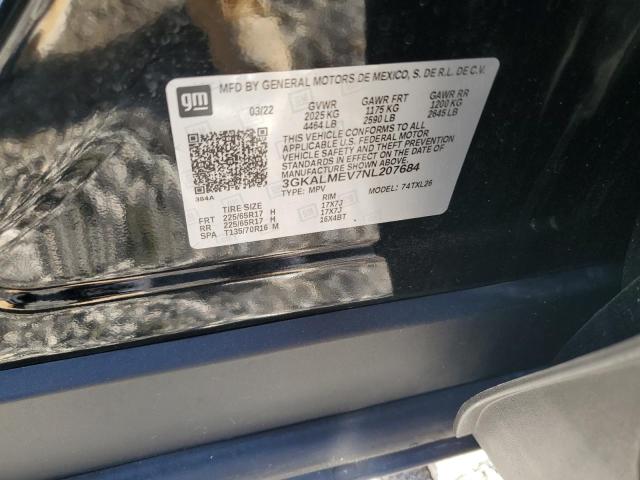 gm
MFD BY GENERAL MOTORS DE MEXICO, S. DE R.L. DE C.V.
03/22 GVWR GAWR FRT GAWR RR
2025 KG 1175 KG 1200 KG
4464 LB 2590 LB 2645 LB
THIS VEHICLE CONFORMS TO ALL
APPLICABLE U.S. FEDERAL MOTOR
VEHICLE SAFETY AND THEFT PREVENTION
STANDARDS IN EFFECT ON THE DATE OF
MANUFACTURE SHOWN ABOVE.
3GKALMEV7NL207684
384A TYPE: MPV MODEL: 74TXL26
TIRE SIZE RIM
FRT 225/65R17 H 17X7J
RR 225/65R17 H 17X7J
SPA T135/70R16 M 16X4BT